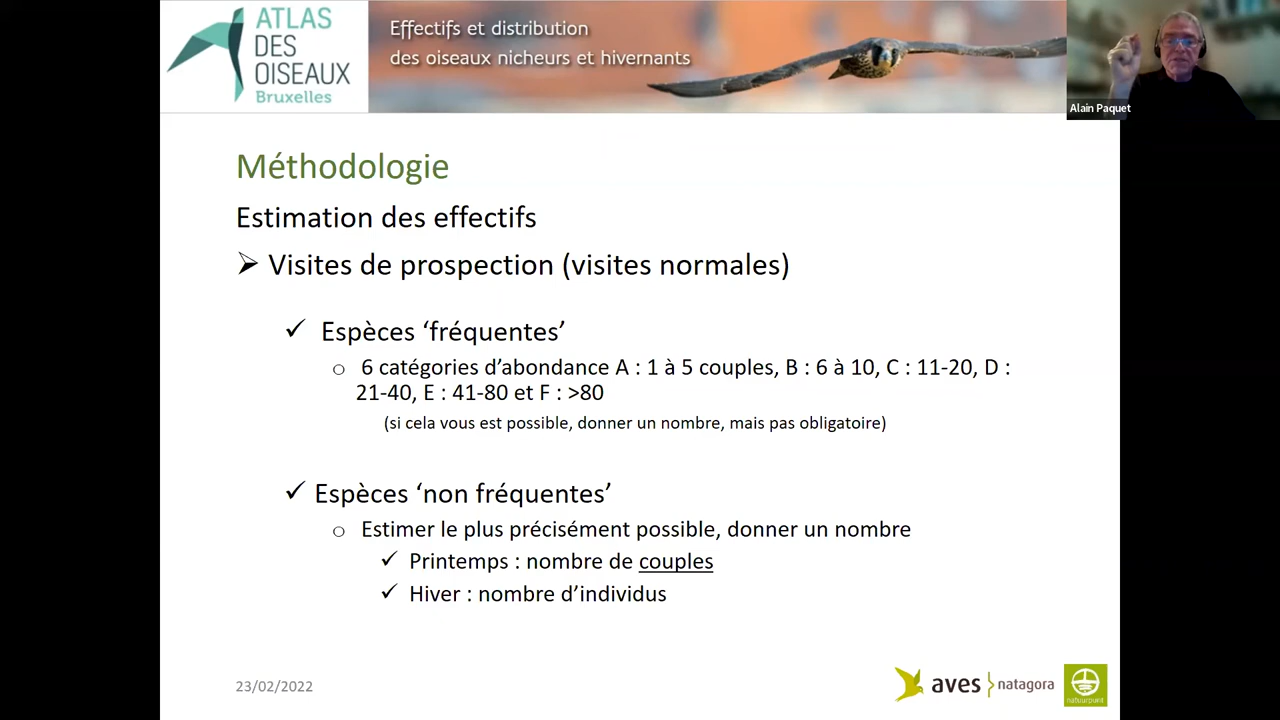 ATLAS
DES
OISEAUX
Bruxelles
Effectifs et distribution
des oiseaux nicheurs et hivernants
Alain Paquet
Méthodologie
Estimation des effectifs
Visites de prospection (visites normales)
Espèces ‘fréquentes’
6 catégories d’abondance A : 1 à 5 couples, B : 6 à 10, C : 11-20, D :
21-40, E : 41-80 et F : >80
(si cela vous est possible, donner un nombre, mais pas obligatoire)
Espèces ‘non fréquentes’
Estimer le plus précisément possible, donner un nombre
Printemps : nombre de couples
Hiver : nombre d’individus
23/02/2022
aves natagora
natuurpunt